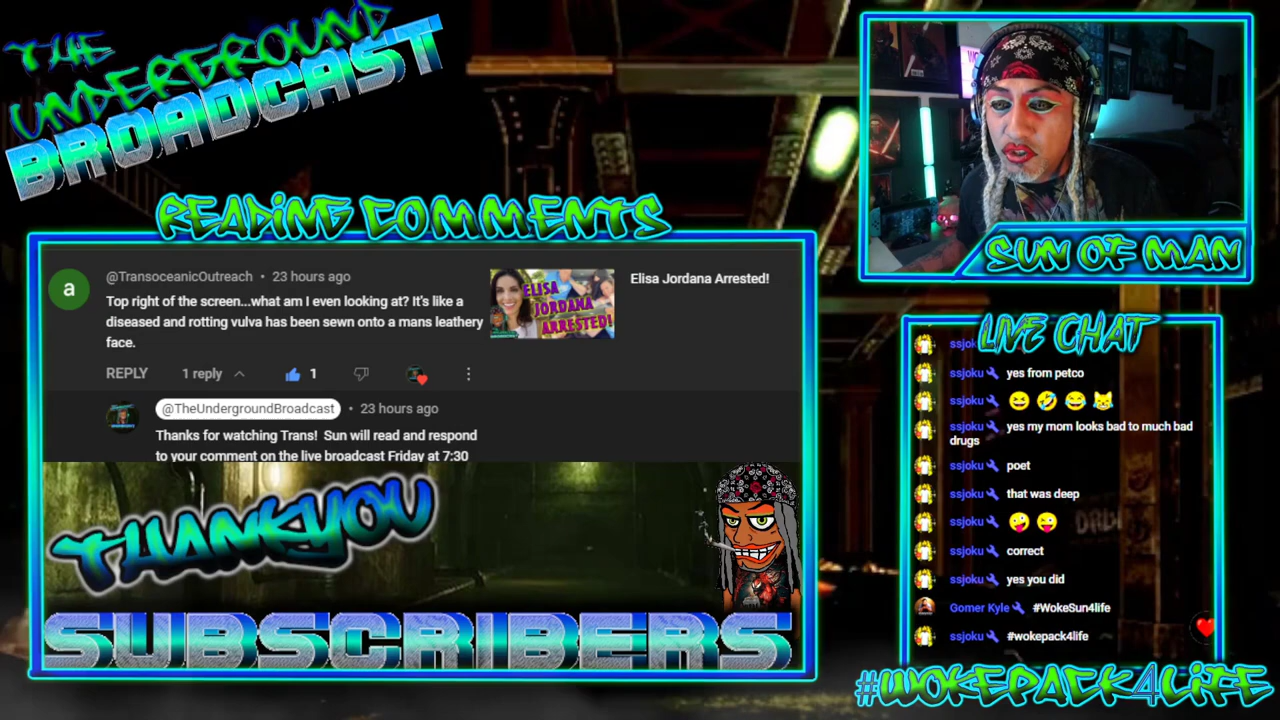 THE
UNDERGROUND
BROADCAST
READING COMMENTS
a
@TransoceanicOutreach • 23 hours ago
Top right of the screen...what am I even looking at? It's like a
diseased and rotting vulva has been sewn onto a mans leathery
face.
REPLY 1 reply 1
ELISA
JORDANA
ARRESTED!
Elisa Jordana Arrested!
@TheUndergroundBroadcast • 23 hours ago
Thanks for watching Trans! Sun will read and respond
to your comment on the live broadcast Friday at 7:30
THANKYOU
SUBSCRIBERS
SUN OF MAN
LIVE CHAT
ssjok
ssjoku yes from petco
ssjoku 😆 🤣 😂 😹
ssjoku yes my mom looks bad to much bad
drugs
ssjoku poet
ssjoku that was deep
ssjoku 🤪 😜
ssjoku correct
ssjoku yes you did
Gomer Kyle #WokeSun4life
ssjoku #wokepack4life
#WOKEPACK4LIFE